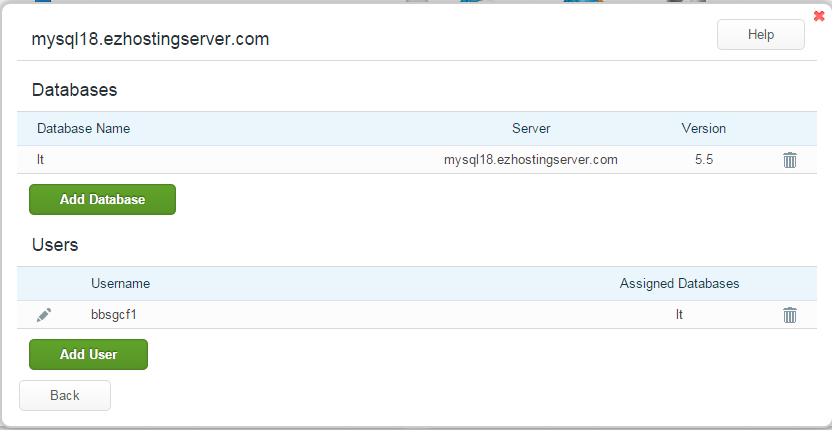 mysql18.ezhostingserver.com
Help
Databases
Database Name Server Version
lt mysql18.ezhostingserver.com 5.5
Add Database
Users
Username Assigned Databases
bbsgcf1 lt
Add User
Back